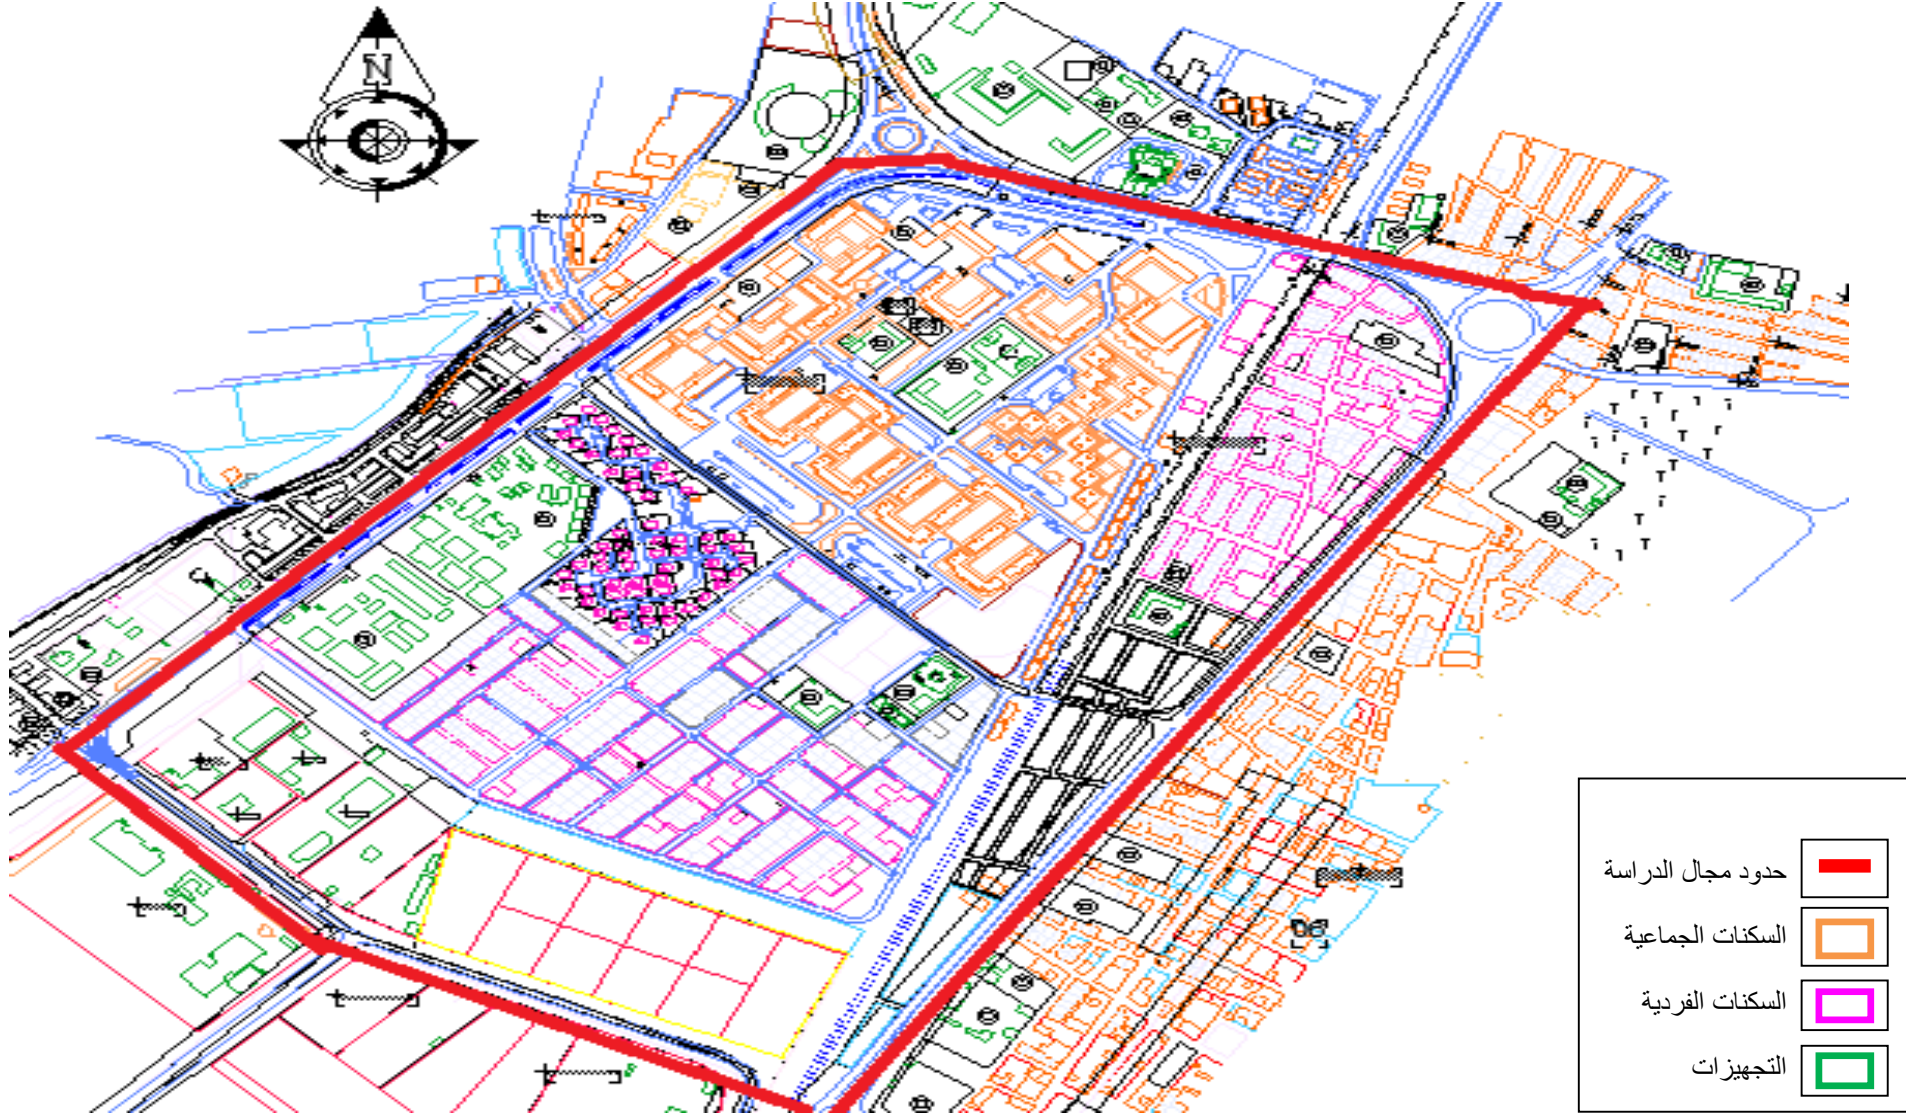 N
حدود مجال الدراسة
السكنات الجماعية
السكنات الفردية
التجهيزات